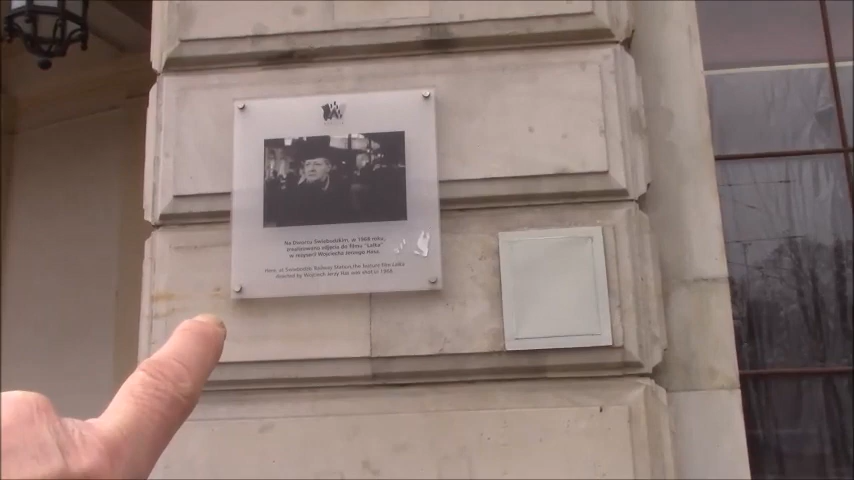 Na Dworcu Świebodzkim, w 1968 roku,
zrealizowano zdjęcia do filmu "Lalka"
w reżyserii Wojciecha Jerzego Hasa.
Here, at Świebodzki Railway Station, the feature film Lalka
directed by Wojciech Jerzy Has was shot in 1968.